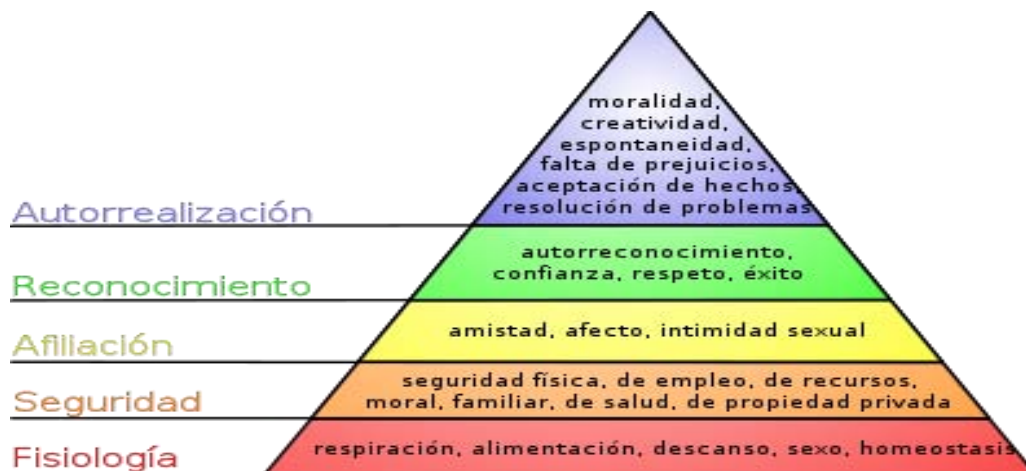 moralidad,
creatividad,
espontaneidad,
falta de prejuicios,
aceptación de hechos,
resolución de problemas
Autorrealización
autorreconocimiento,
confianza, respeto, éxito
Reconocimiento
amistad, afecto, intimidad sexual
Afiliación
seguridad física, de empleo, de recursos,
moral, familiar, de salud, de propiedad privada
Seguridad
respiración, alimentación, descanso, sexo, homeostasis
Fisiología